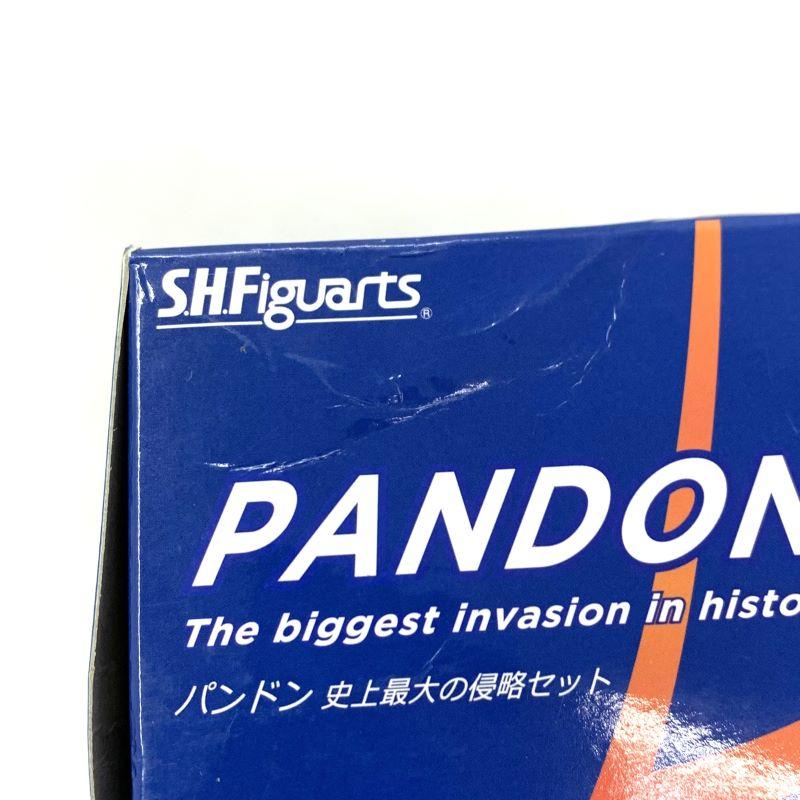 S.H.Figuarts®
PANDON
The biggest invasion in
パンドン 史上最大の侵略セット